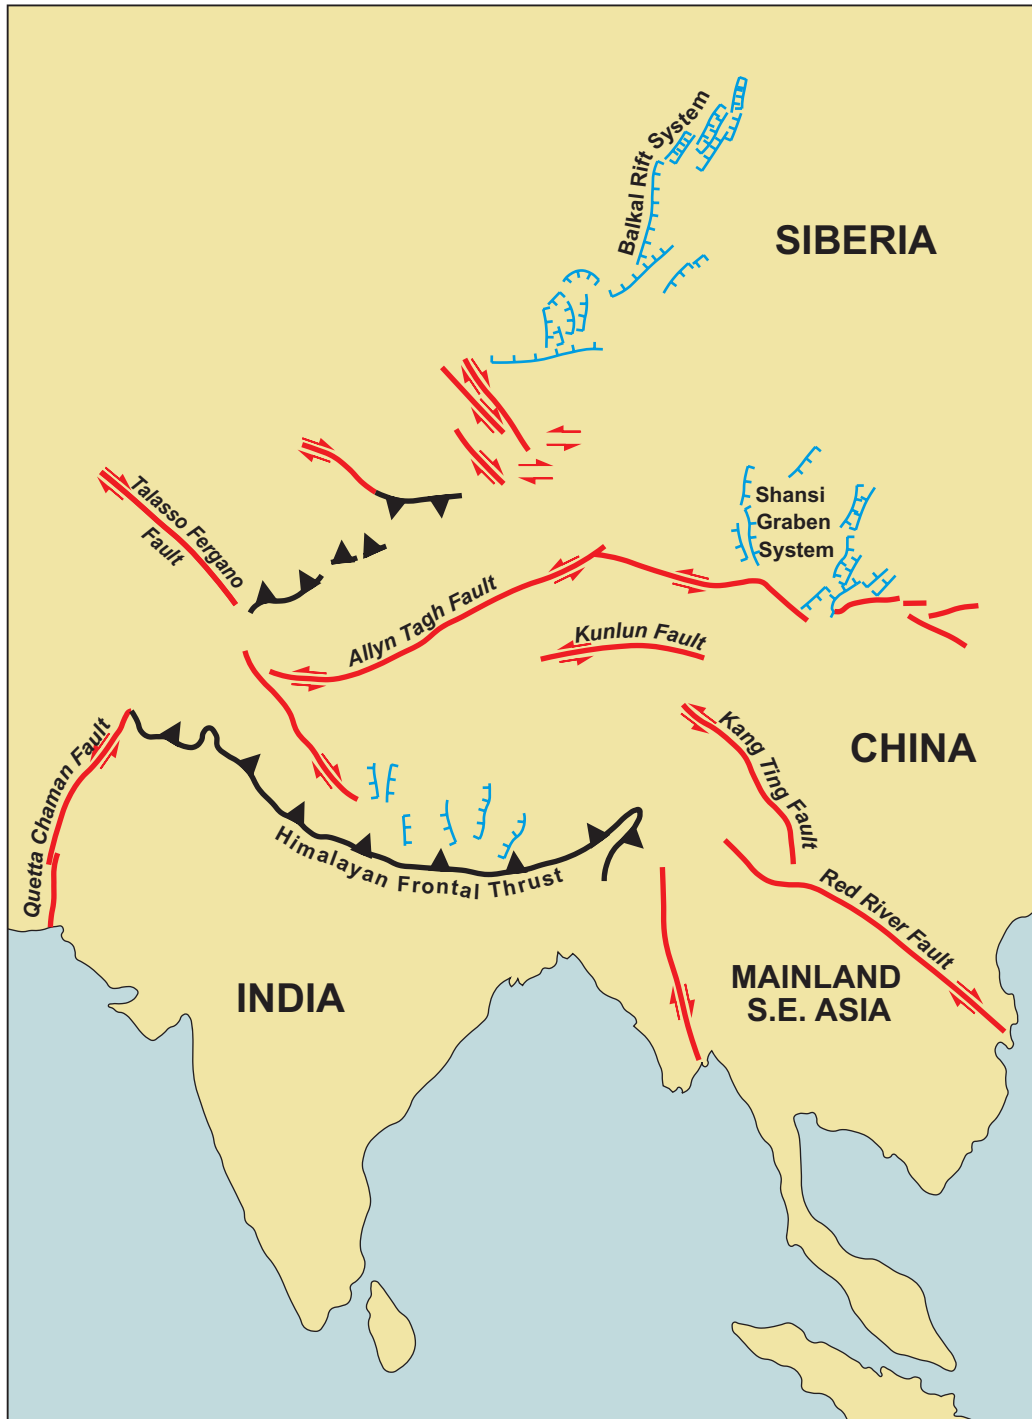 Balkal Rift System
SIBERIA
Talasso Fergano
Fault
Shansi
Graben
System
Allyn Tagh Fault
Kunlun Fault
Quetta Chaman Fault
Kang Ting Fault
CHINA
Himalayan Frontal Thrust
Red River Fault
INDIA
MAINLAND
S.E. ASIA